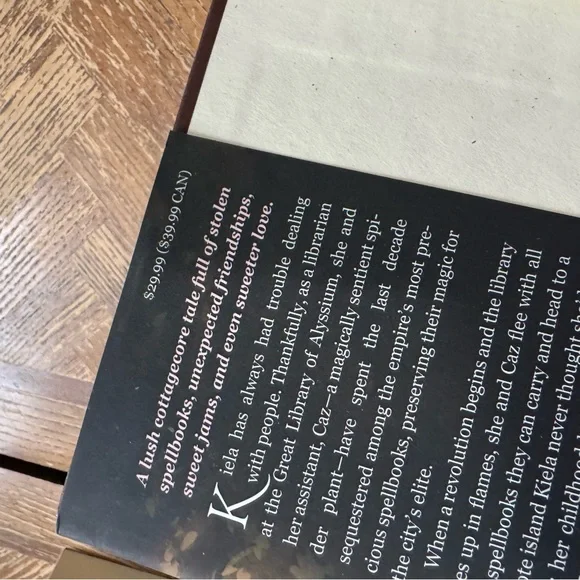 $29.99 ($39.99 CAN)
A lush cottagecore tale full of stolen
spellbooks, unexpected friendships,
sweet jams, and even sweeter love.
Kiela has always had trouble dealing
with people. Thankfully, as a librarian
at the Great Library of Alyssium, she and
her assistant, Caz—a magically sentient spi-
der plant—have spent the last decade
sequestered among the empire's most pre-
cious spellbooks, preserving their magic for
the city's elite.
When a revolution begins and the library
es up in flames, she and Caz flee with all
spellbooks they can carry and head to a
te island Kiela never thought
her childhood